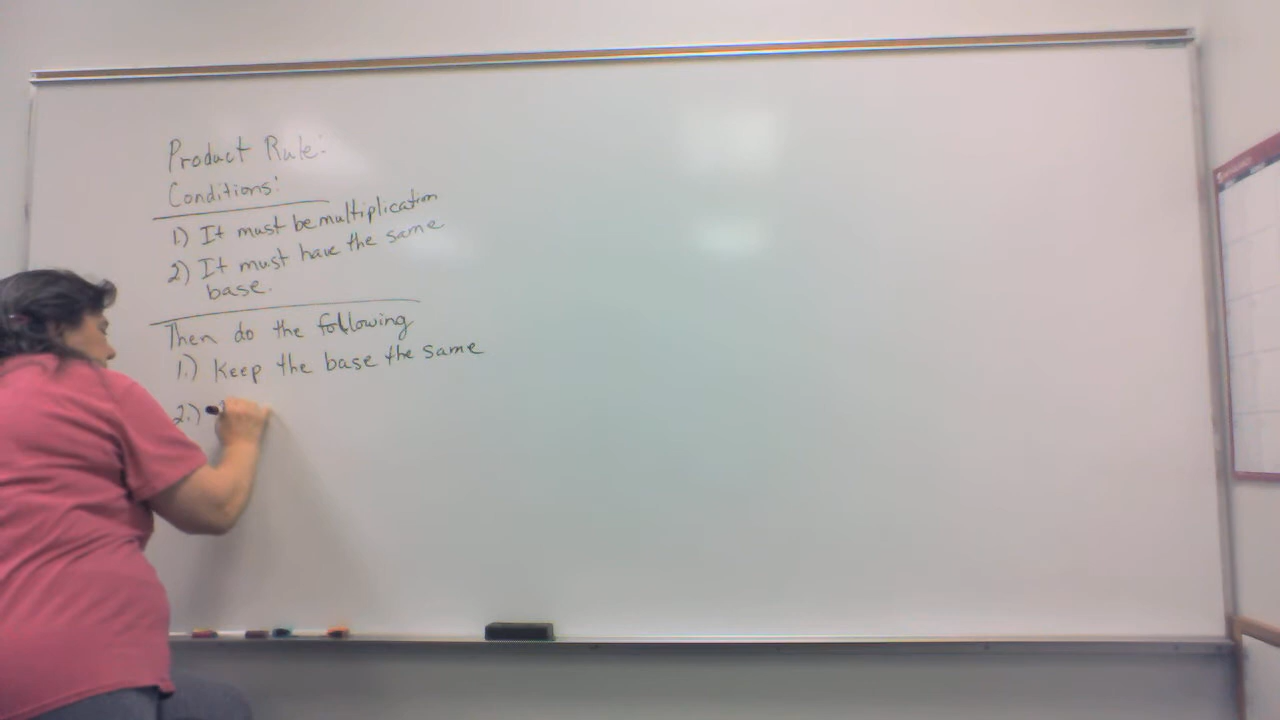 Product Rule:
Conditions:
1.) It must be multiplication
2.) It must have the same
base.
Then do the following
1.) Keep the base the same
2.)